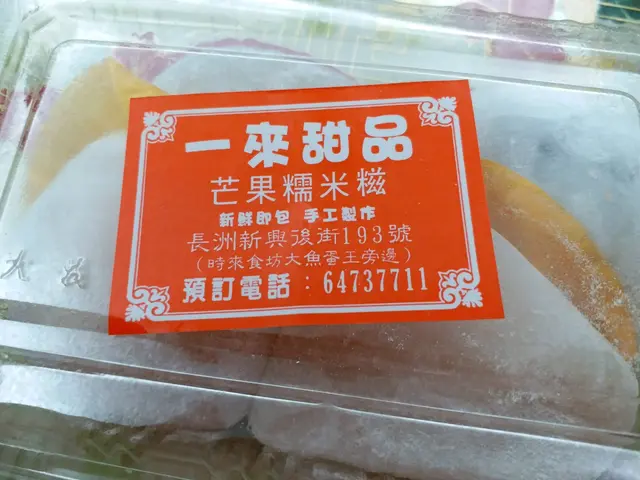 一來甜品
芒果糯米糍
新鮮即包 手工製作
長洲新興後街193號
(時來食坊大魚蛋王旁邊)
預訂電話：64737711